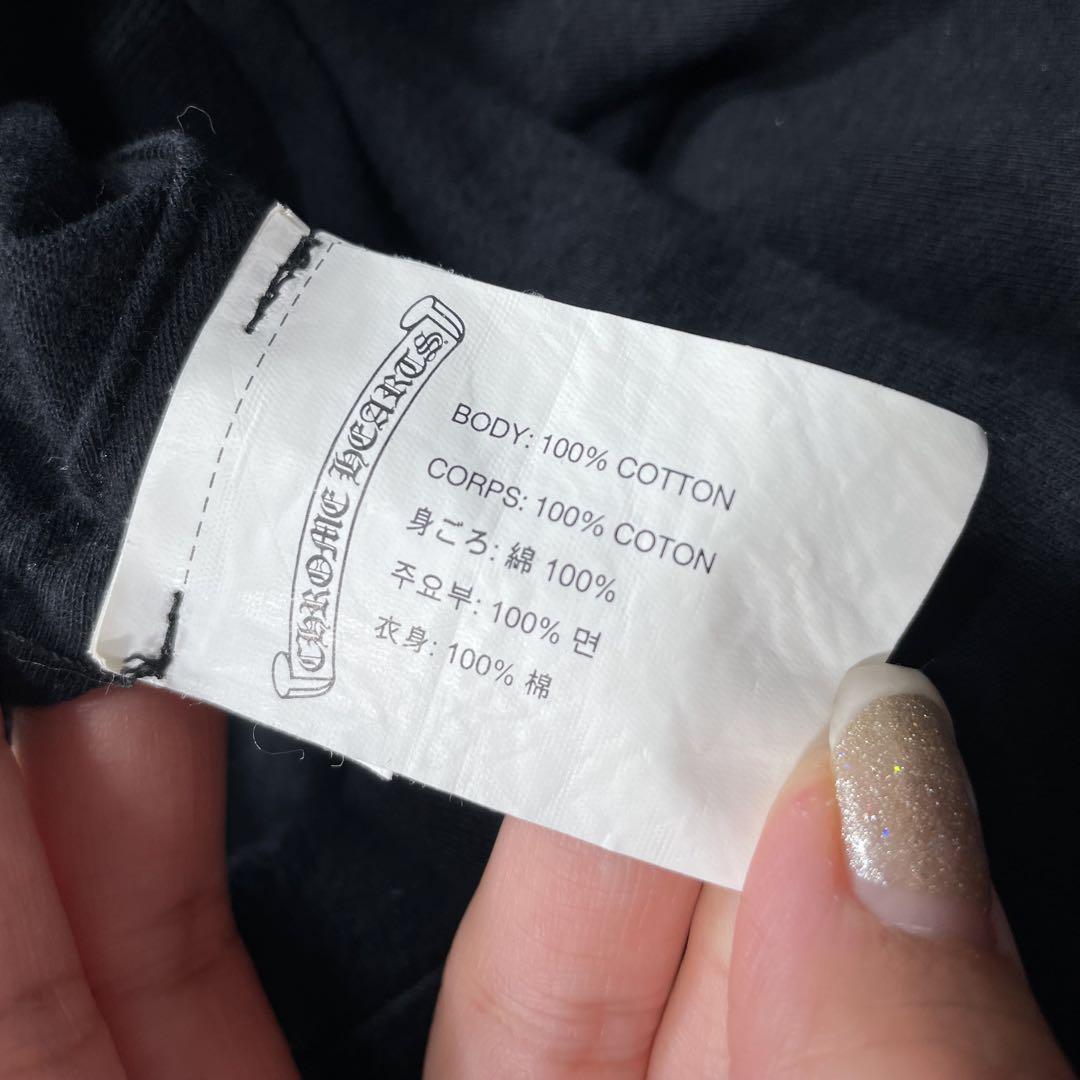 CHROME HEARTS
BODY: 100% COTTON
CORPS: 100% COTON
身ごろ: 綿 100%
주요부: 100% 면
衣身: 100% 棉